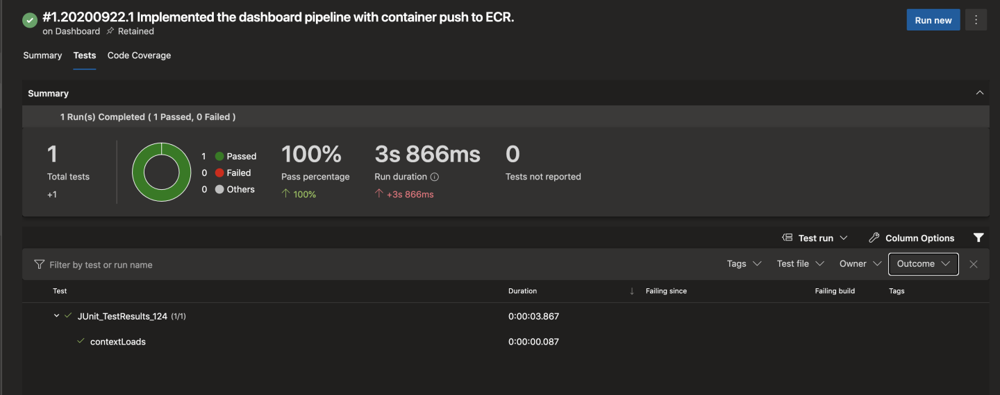 #1.20200922.1 Implemented the dashboard pipeline with container push to ECR.
on Dashboard Retained
Run new
Summary Tests Code Coverage
Summary
1 Run(s) Completed ( 1 Passed, 0 Failed )
1
Total tests
+1
1 Passed
0 Failed
0 Others
100%
Pass percentage
100%
3s 866ms
Run duration
+3s 866ms
0
Tests not reported
Test run Column Options
Filter by test or run name Tags Test file Owner Outcome
Test Duration Failing since Failing build Tags
JUnit_TestResults_124 (1/1) 0:00:03.867
contextLoads 0:00:00.087